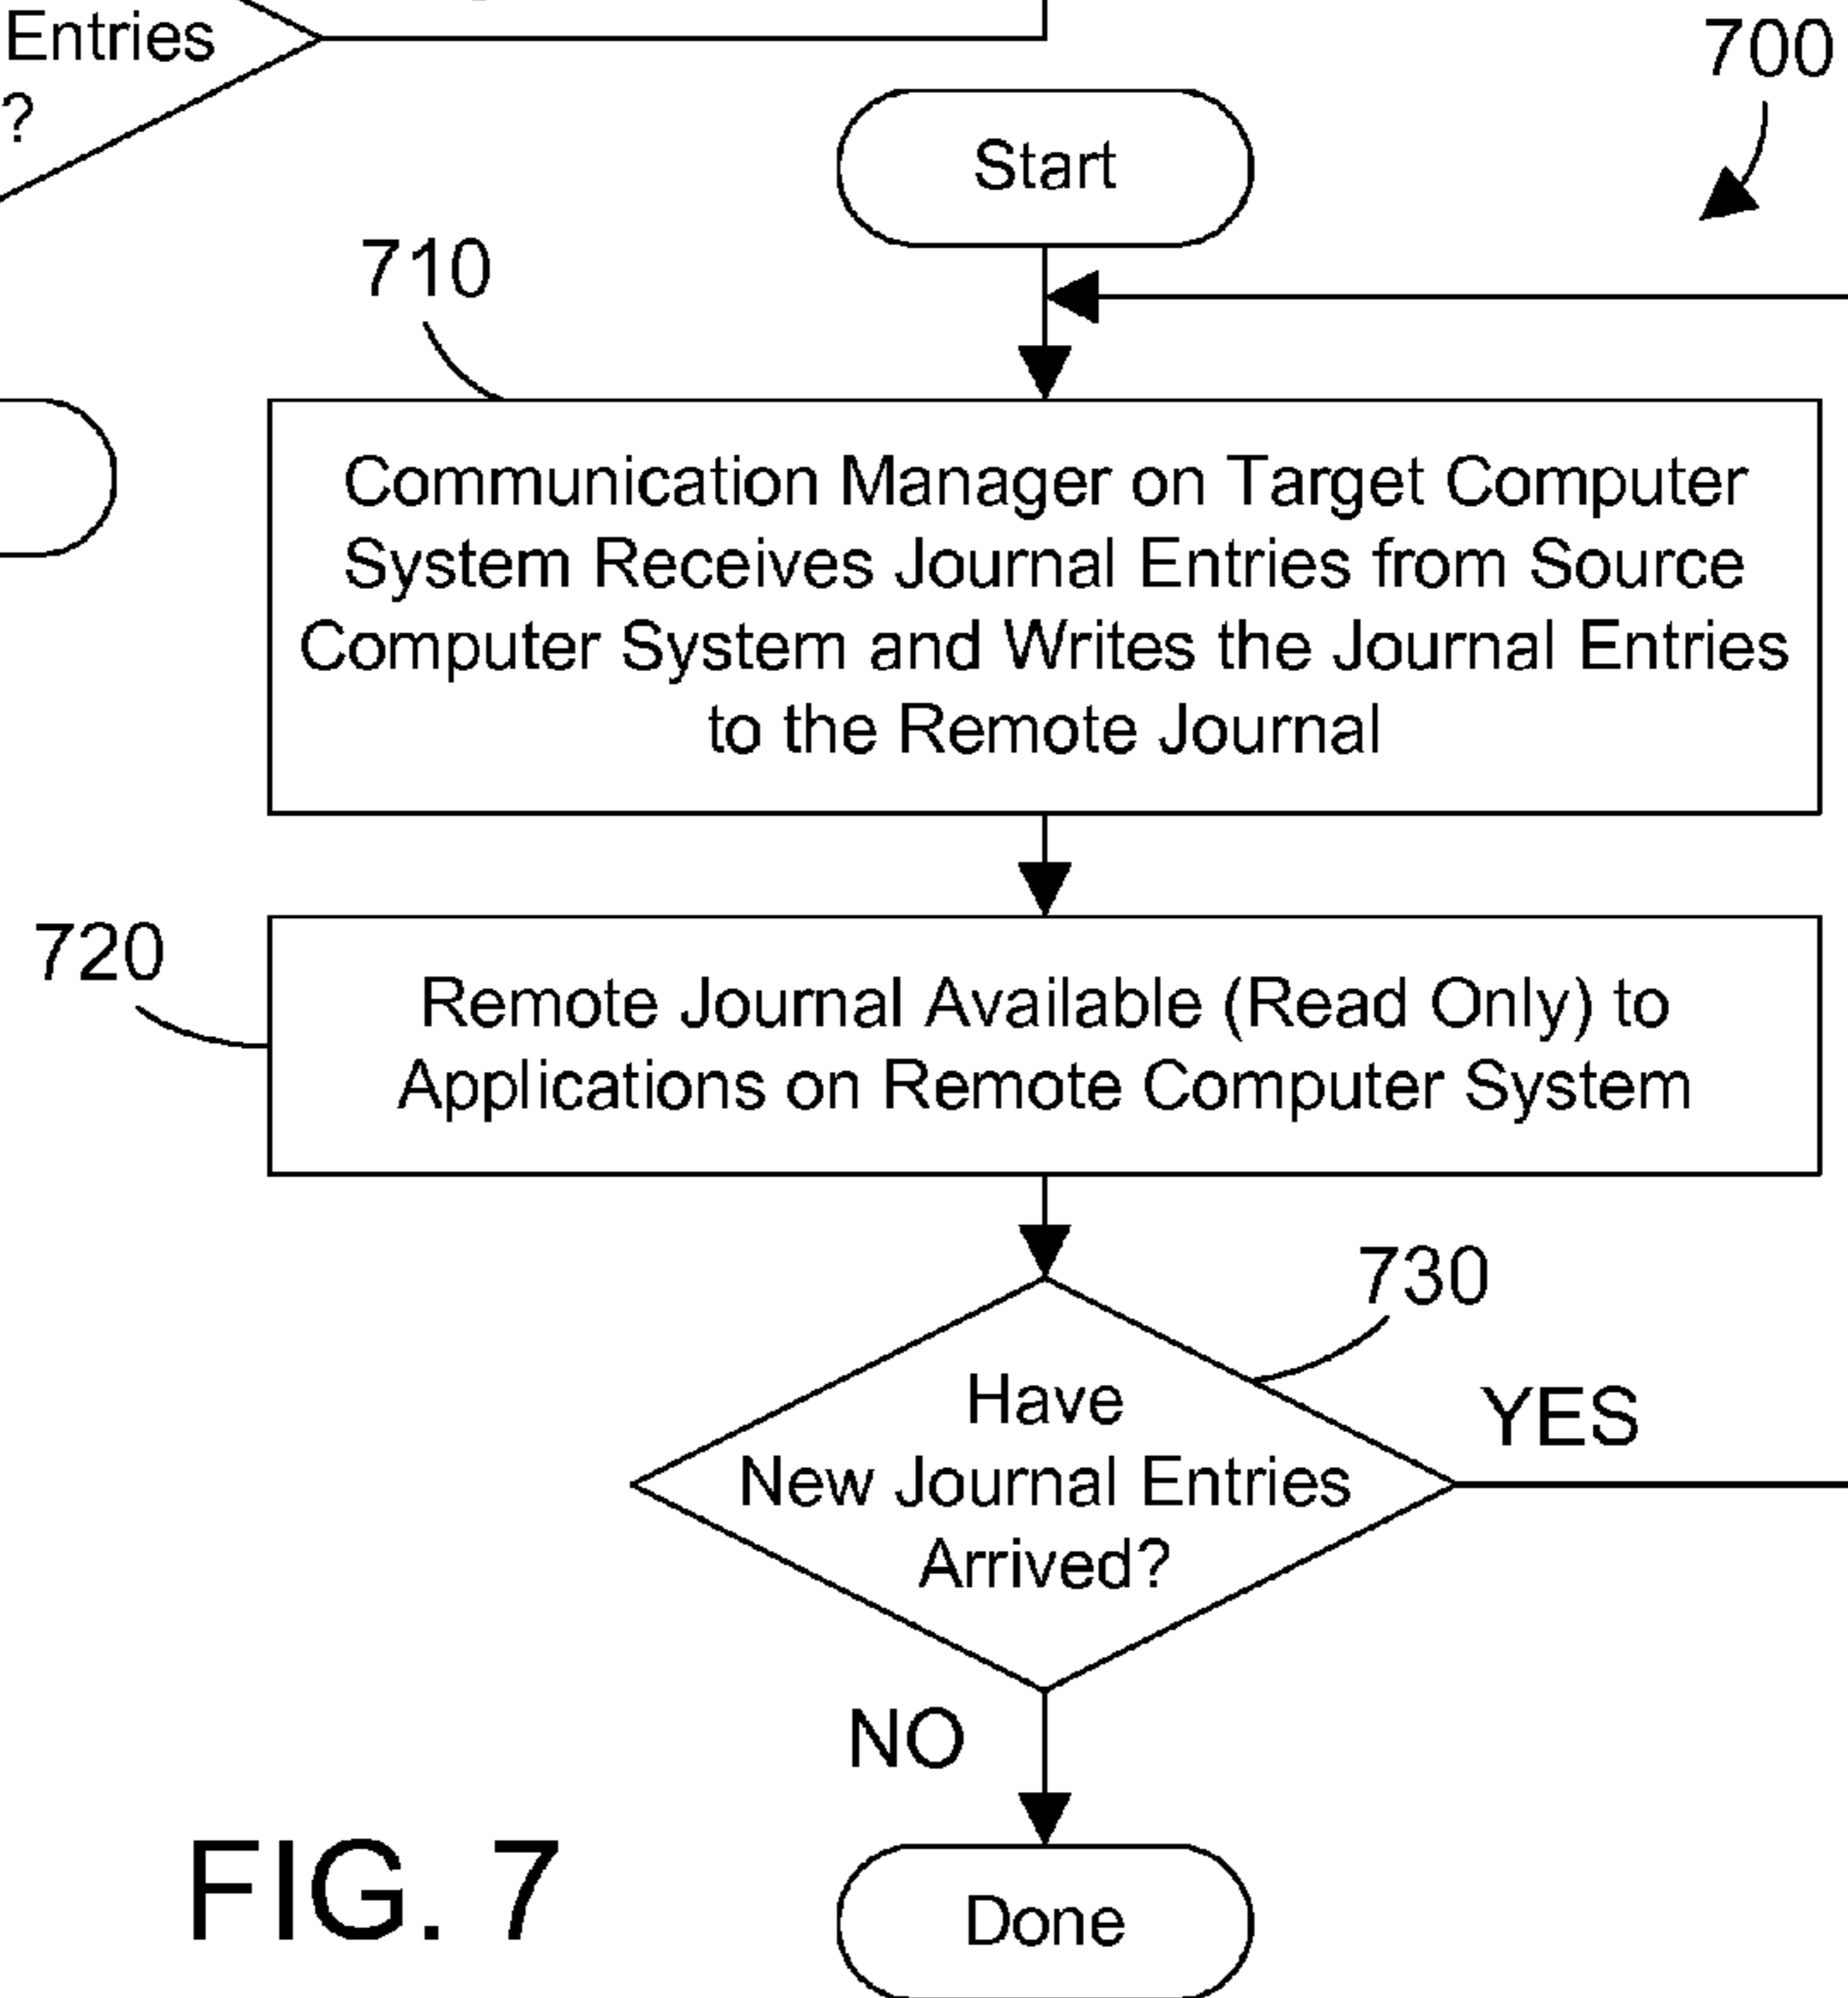 Entries
?
700
Start
710
Communication Manager on Target Computer
System Receives Journal Entries from Source
Computer System and Writes the Journal Entries
to the Remote Journal
720
Remote Journal Available (Read Only) to
Applications on Remote Computer System
730
Have
New Journal Entries
Arrived?
YES
NO
FIG. 7
Done